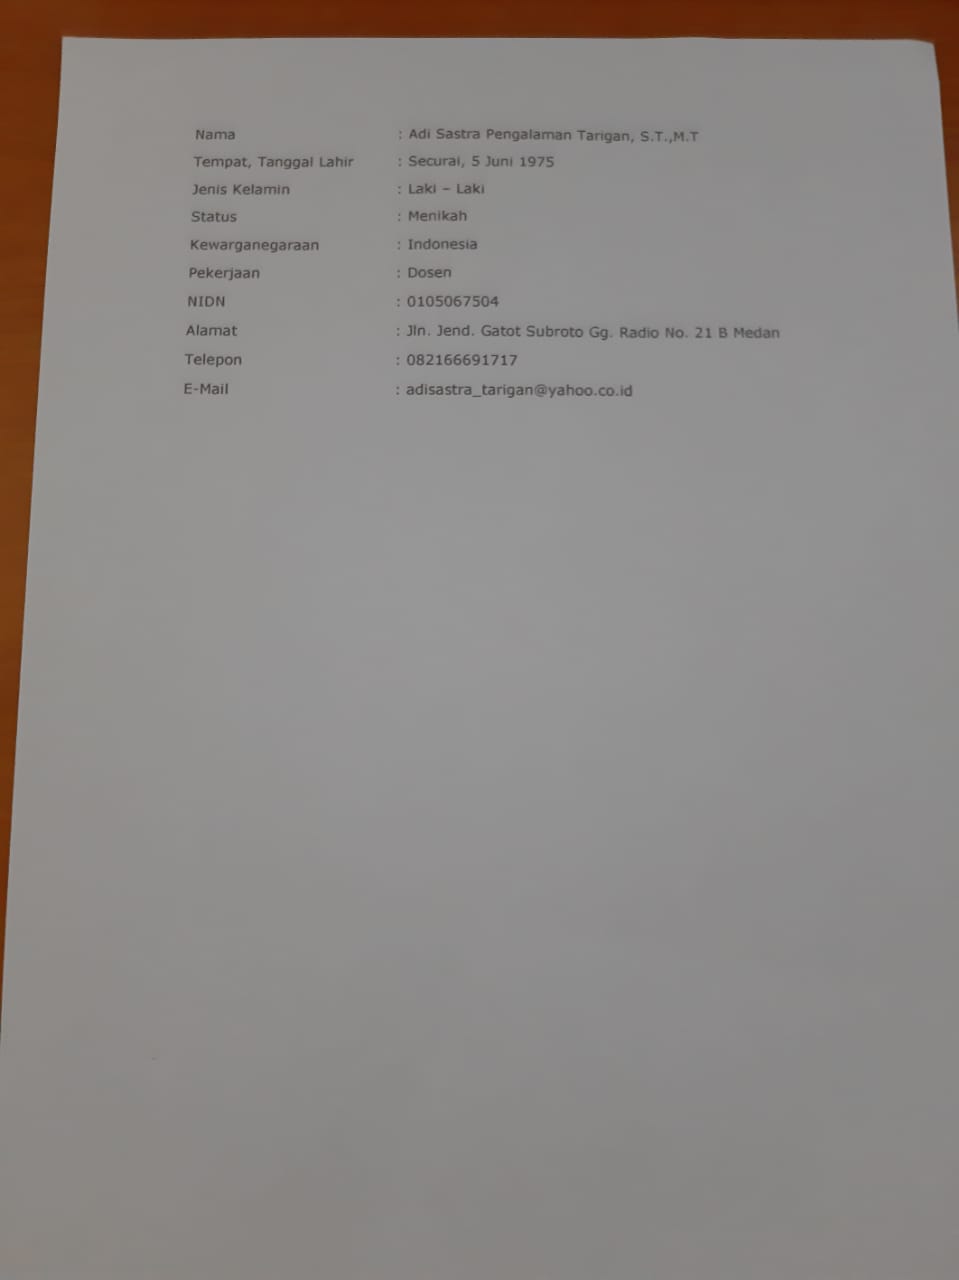 Nama : Adi Sastra Pengalaman Tarigan, S.T.,M.T
Tempat, Tanggal Lahir : Securai, 5 Juni 1975
Jenis Kelamin : Laki – Laki
Status : Menikah
Kewarganegaraan : Indonesia
Pekerjaan : Dosen
NIDN : 0105067504
Alamat : Jln. Jend. Gatot Subroto Gg. Radio No. 21 B Medan
Telepon : 082166691717
E-Mail : adisastra_tarigan@yahoo.co.id